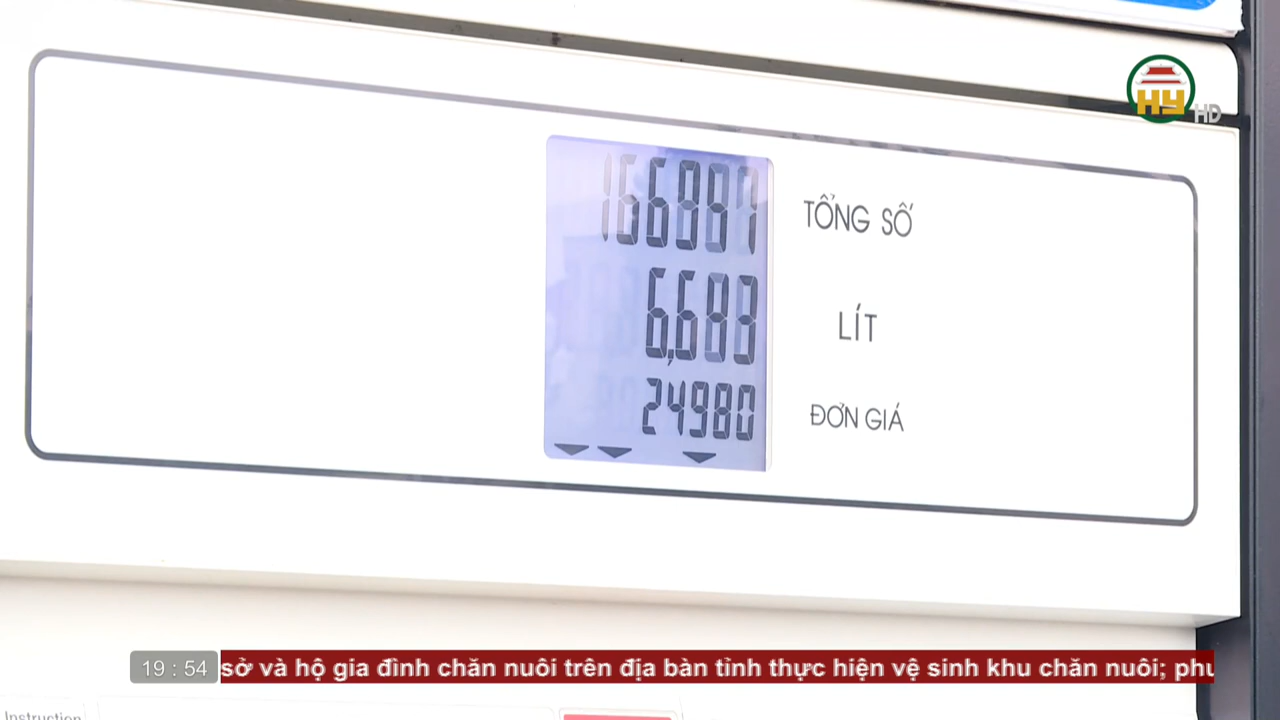 HY HD
TỔNG SỐ
6,683 LÍT
24980 ĐƠN GIÁ
19 : 54 sở và hộ gia đình chăn nuôi trên địa bàn tỉnh thực hiện vệ sinh khu chăn nuôi; phu
Instruction